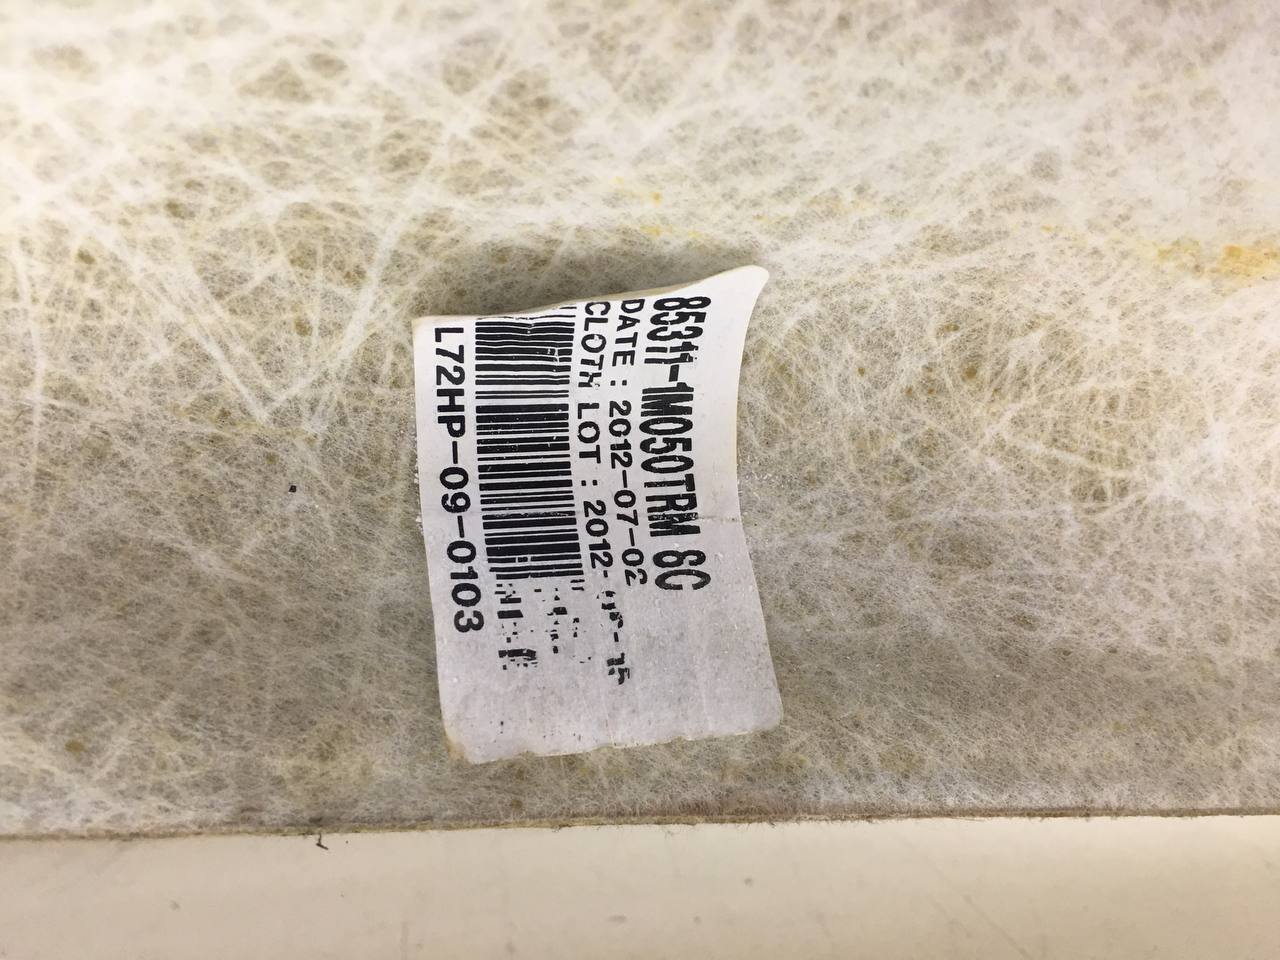 85311-1M050TRM 8C
DATE : 2012-07-02
CLOTH LOT : 2012-
L72HP-09-0103